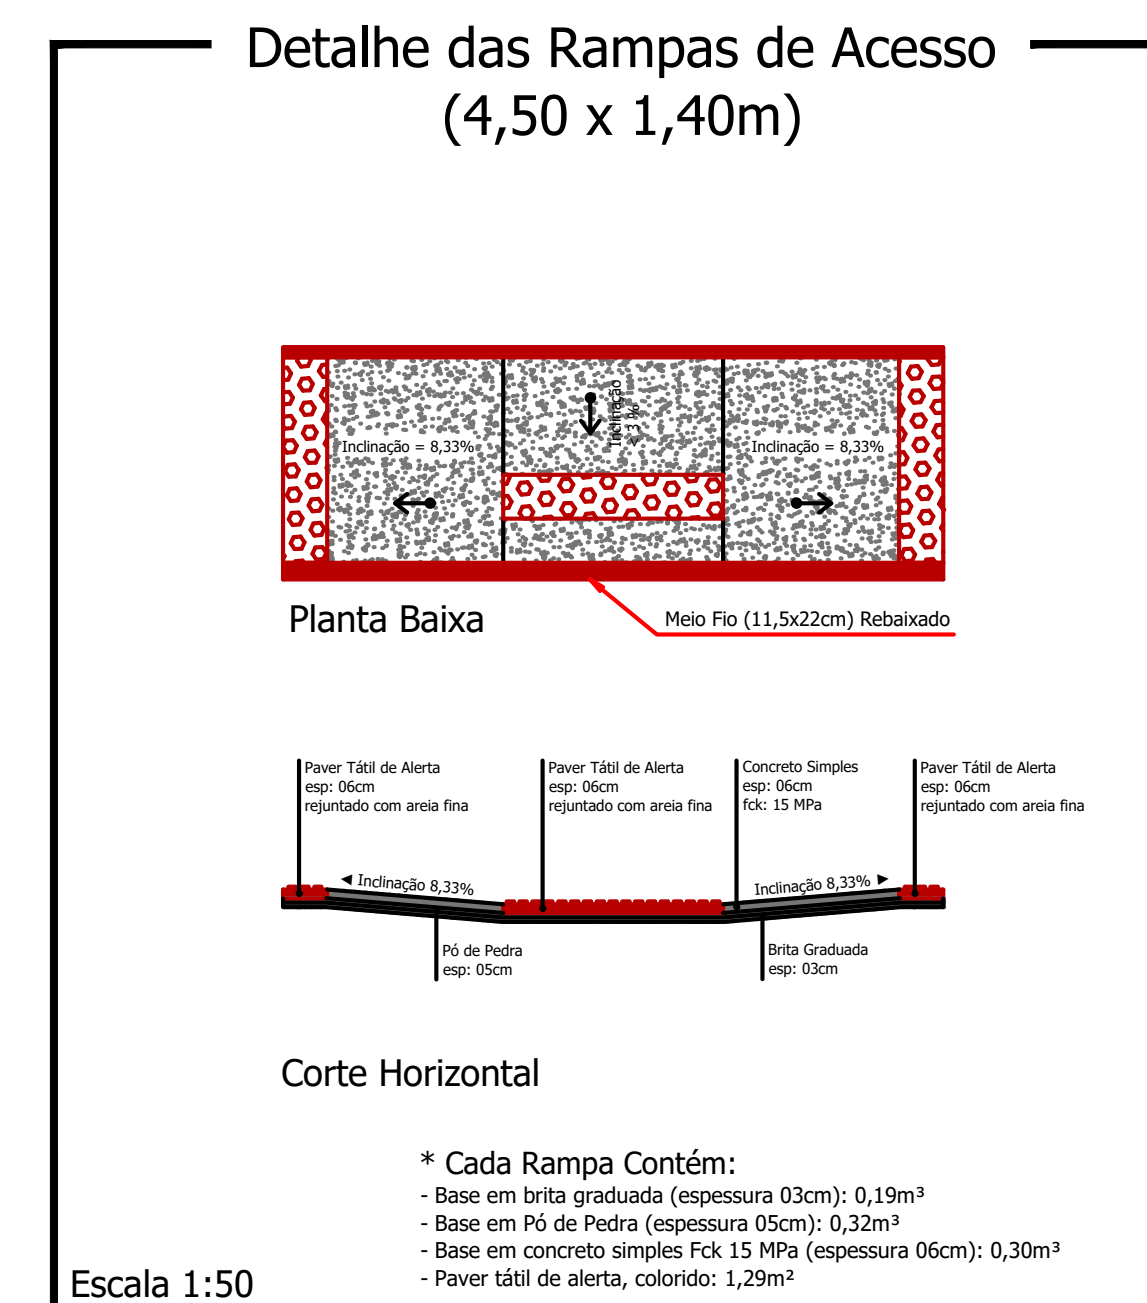 Detalhe das Rampas de Acesso
(4,50 x 1,40m)
Inclinação = 8,33%
Inclinação
< 3 %
Inclinação = 8,33%
Planta Baixa
Meio Fio (11,5x22cm) Rebaixado
Paver Tátil de Alerta
esp: 06cm
rejuntado com areia fina
Paver Tátil de Alerta
esp: 06cm
rejuntado com areia fina
Concreto Simples
esp: 06cm
fck: 15 MPa
Paver Tátil de Alerta
esp: 06cm
rejuntado com areia fina
◄ Inclinação 8,33%
Inclinação 8,33% ►
Pó de Pedra
esp: 05cm
Brita Graduada
esp: 03cm
Corte Horizontal
* Cada Rampa Contém:
- Base em brita graduada (espessura 03cm): 0,19m³
- Base em Pó de Pedra (espessura 05cm): 0,32m³
- Base em concreto simples Fck 15 MPa (espessura 06cm): 0,30m³
- Paver tátil de alerta, colorido: 1,29m²
Escala 1:50